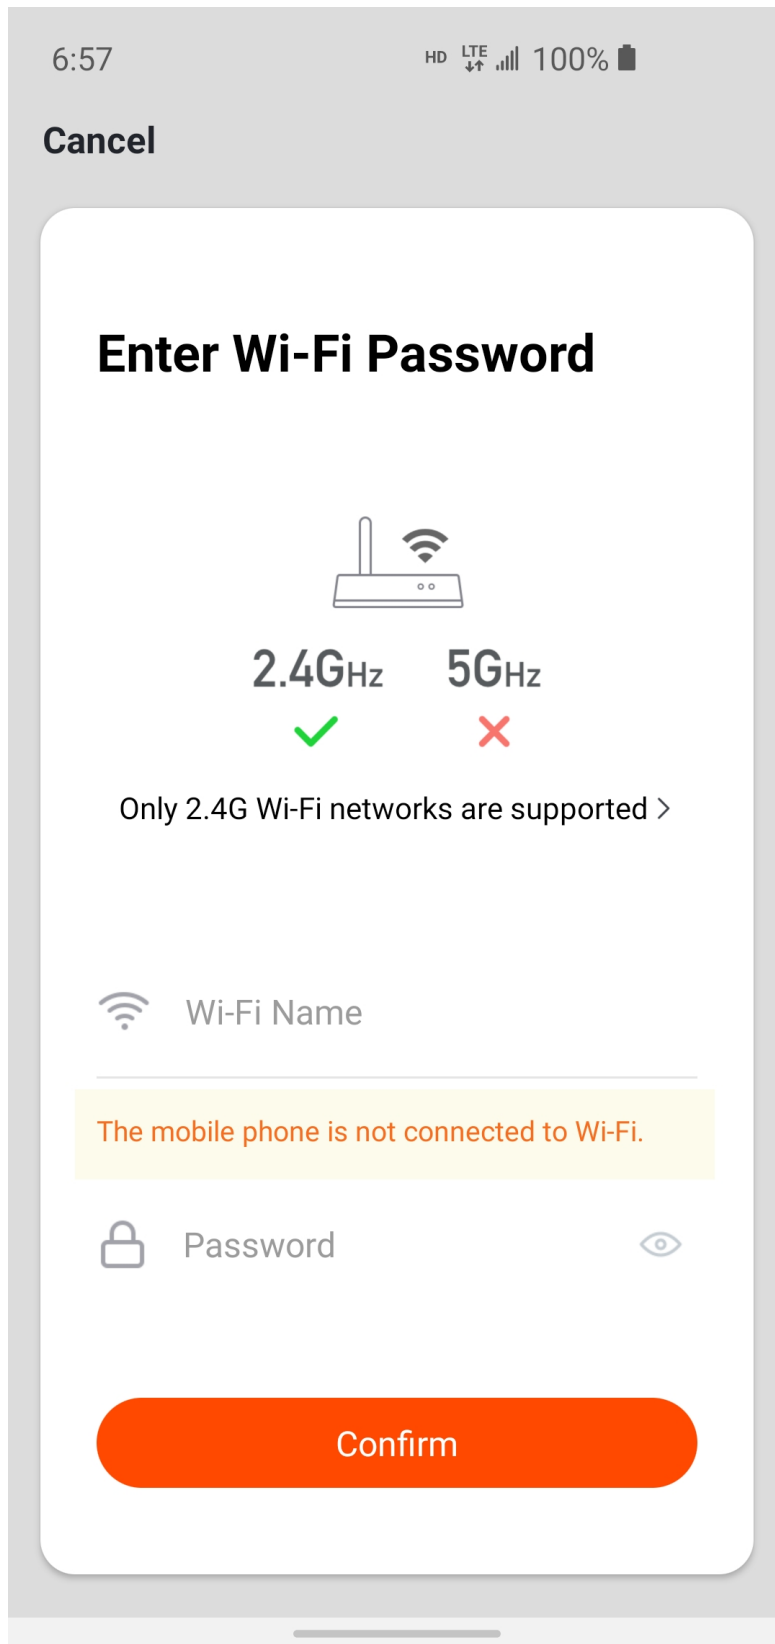 6:57 HD LTE 100%
Cancel
Enter Wi-Fi Password
2.4GHz 5GHz
Only 2.4G Wi-Fi networks are supported >
Wi-Fi Name
The mobile phone is not connected to Wi-Fi.
Password
Confirm